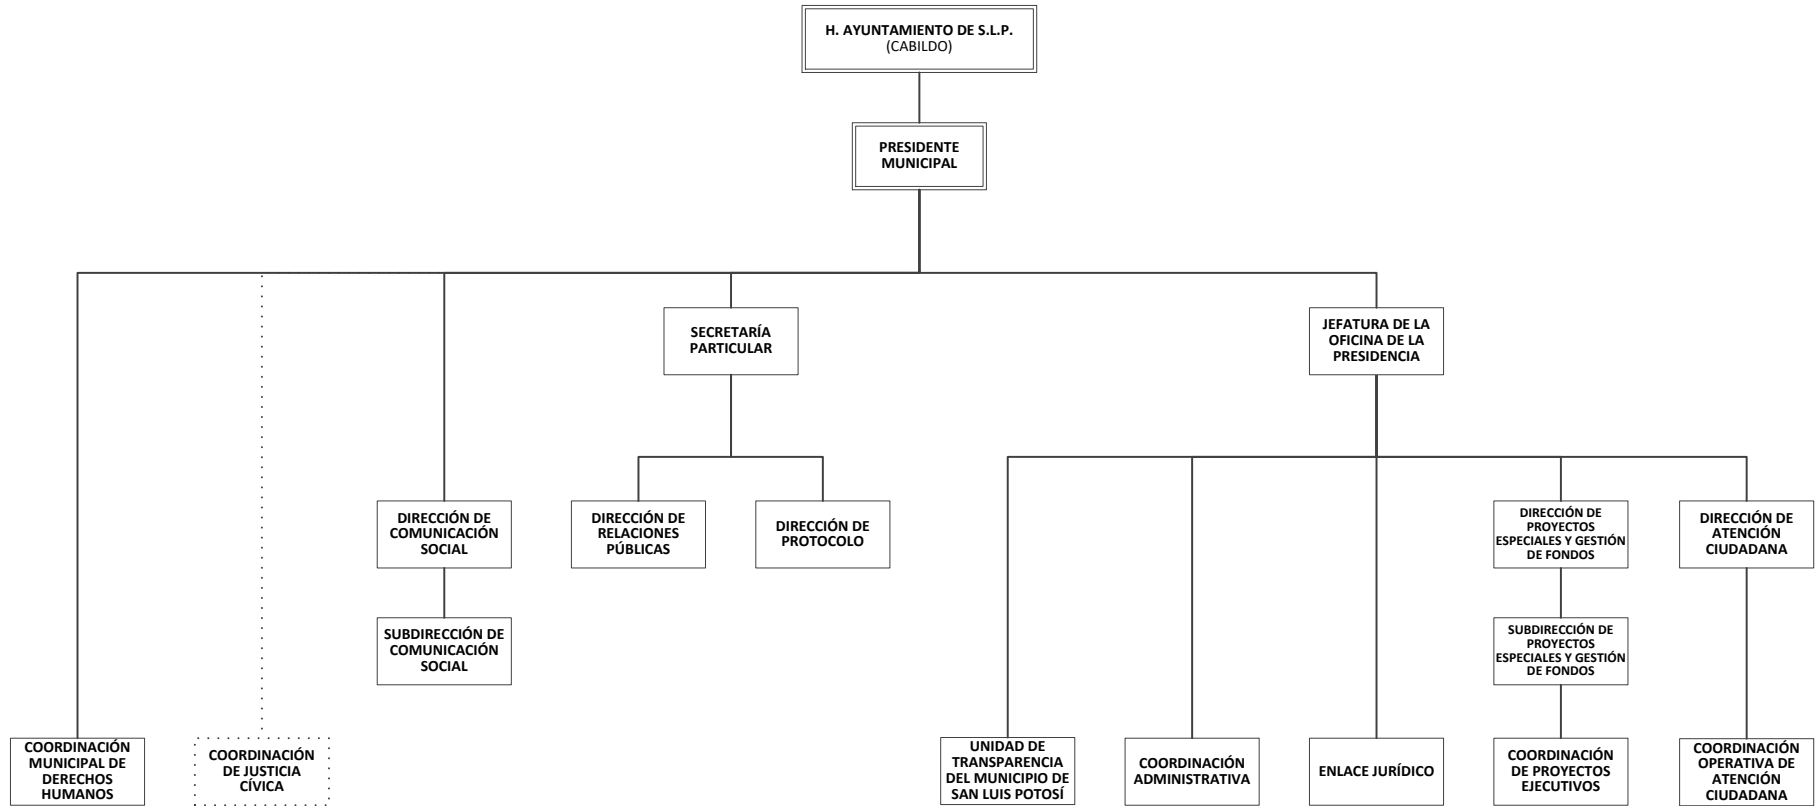 H. AYUNTAMIENTO DE S.L.P.
(CABILDO)
PRESIDENTE
MUNICIPAL
SECRETARÍA
PARTICULAR
JEFATURA DE LA
OFICINA DE LA
PRESIDENCIA
DIRECCIÓN DE
COMUNICACIÓN
SOCIAL
DIRECCIÓN DE
RELACIONES
PÚBLICAS
DIRECCIÓN DE
PROTOCOLO
DIRECCIÓN DE
PROYECTOS
ESPECIALES Y GESTIÓN
DE FONDOS
DIRECCIÓN DE
ATENCIÓN
CIUDADANA
SUBDIRECCIÓN DE
COMUNICACIÓN
SOCIAL
SUBDIRECCIÓN DE
PROYECTOS
ESPECIALES Y GESTIÓN
DE FONDOS
COORDINACIÓN
MUNICIPAL DE
DERECHOS
HUMANOS
COORDINACIÓN
DE JUSTICIA
CÍVICA
UNIDAD DE
TRANSPARENCIA
DEL MUNICIPIO DE
SAN LUIS POTOSÍ
COORDINACIÓN
ADMINISTRATIVA
ENLACE JURÍDICO
COORDINACIÓN
DE PROYECTOS
EJECUTIVOS
COORDINACIÓN
OPERATIVA DE
ATENCIÓN
CIUDADANA